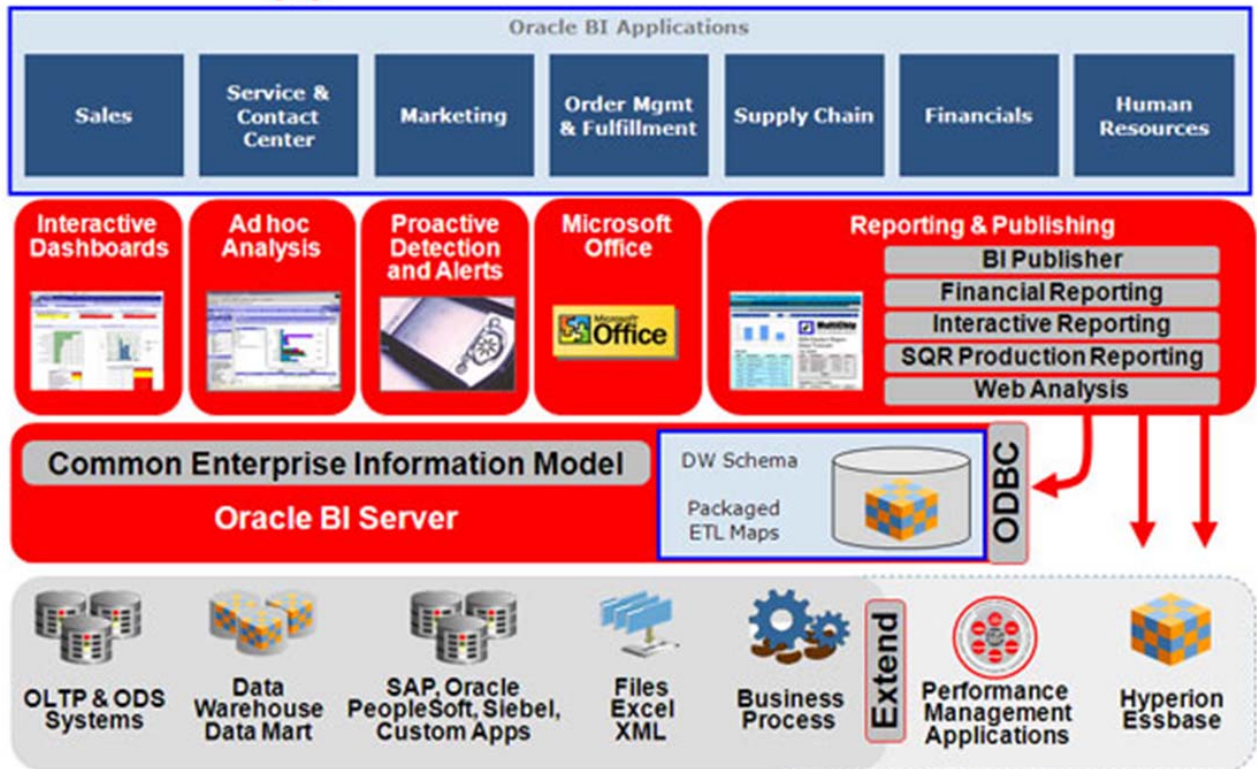 Oracle BI Applications
Sales
Service &
Contact
Center
Marketing
Order Mgmt
& Fulfillment
Supply Chain
Financials
Human
Resources
Interactive
Dashboards
Ad hoc
Analysis
Proactive
Detection
and Alerts
Microsoft
Office
Microsoft
Office
Reporting & Publishing
BI Publisher
Financial Reporting
Interactive Reporting
SQR Production Reporting
Web Analysis
MultiChip
Common Enterprise Information Model
Oracle BI Server
DW Schema
Packaged
ETL Maps
ODBC
OLTP & ODS
Systems
Data
Warehouse
Data Mart
SAP, Oracle
PeopleSoft, Siebel,
Custom Apps
Files
Excel
XML
Business
Process
Extend
Performance
Management
Applications
Hyperion
Essbase